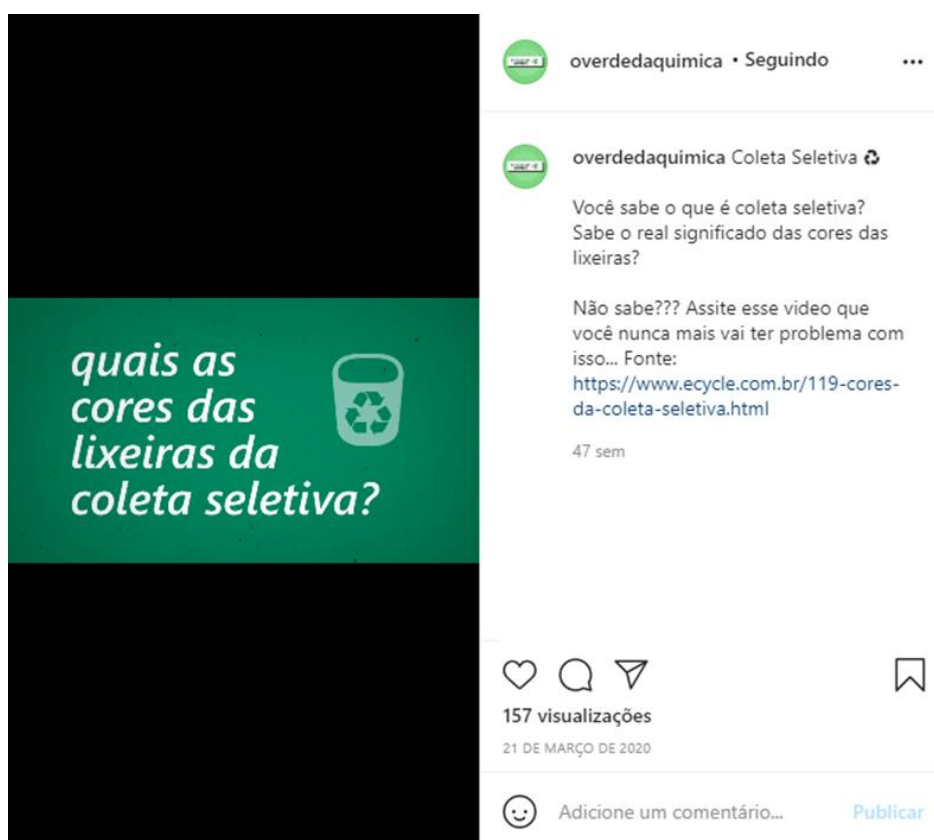 quais as
cores das
lixeiras da
coleta seletiva?
overdedaquimica • Seguindo
overdedaquimica Coleta Seletiva ♻
Você sabe o que é coleta seletiva?
Sabe o real significado das cores das
lixeiras?
Não sabe??? Assite esse video que
você nunca mais vai ter problema com
isso... Fonte:
https://www.ecycle.com.br/119-cores-
da-coleta-seletiva.html
47 sem
157 visualizações
21 DE MARÇO DE 2020
Adicione um comentário...
Publicar